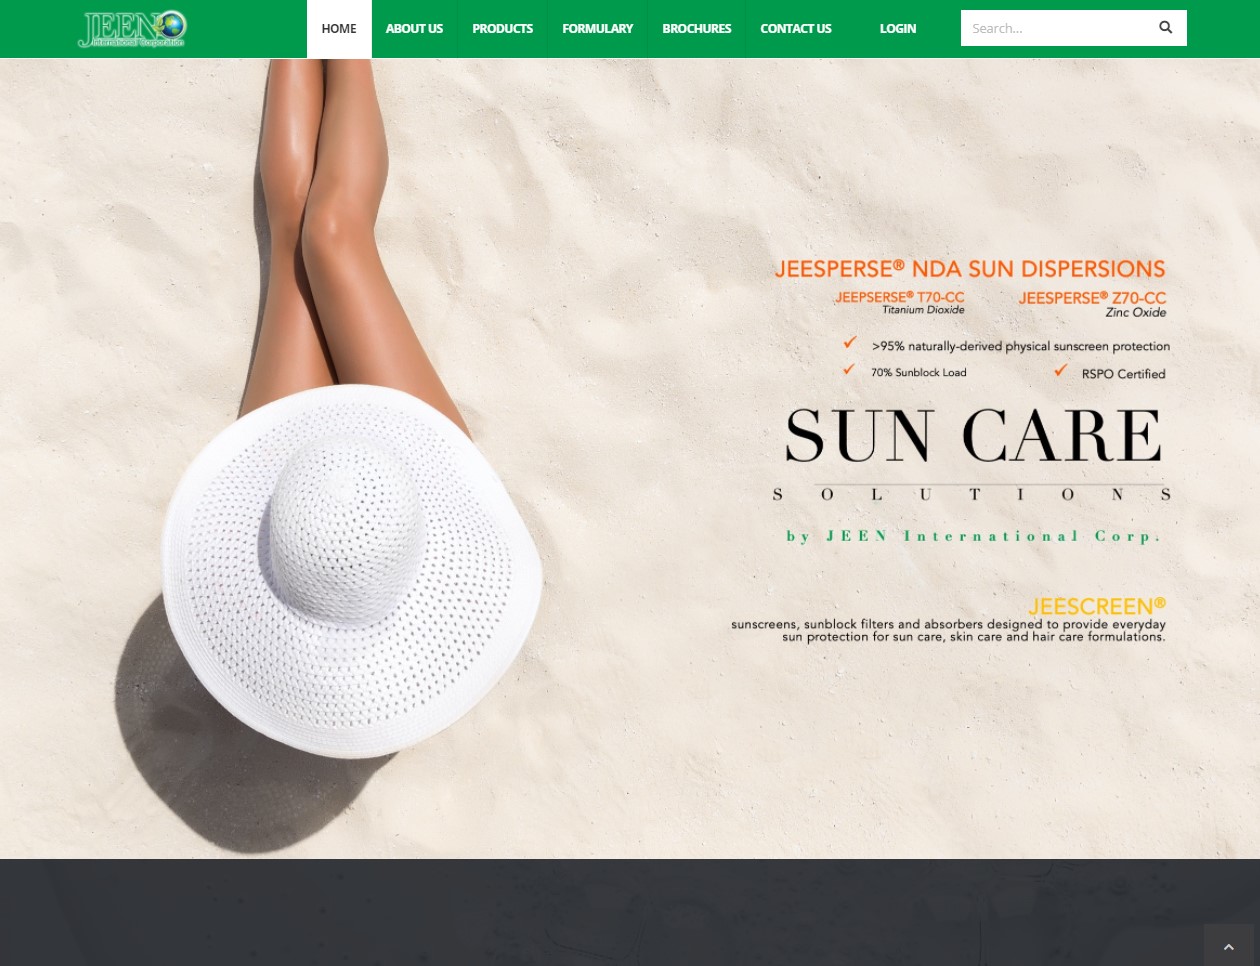 JEEN
International Corporation
HOME
ABOUT US
PRODUCTS
FORMULARY
BROCHURES
CONTACT US
LOGIN
Search...
JEESPERSE® NDA SUN DISPERSIONS
JEEPSERSE® T70-CC
Titanium Dioxide
JEESPERSE® Z70-CC
Zinc Oxide
>95% naturally-derived physical sunscreen protection
70% Sunblock Load
RSPO Certified
SUN CARE
SOLUTIONS
by JEEN International Corp.
JEESCREEN®
sunscreens, sunblock filters and absorbers designed to provide everyday
sun protection for sun care, skin care and hair care formulations.